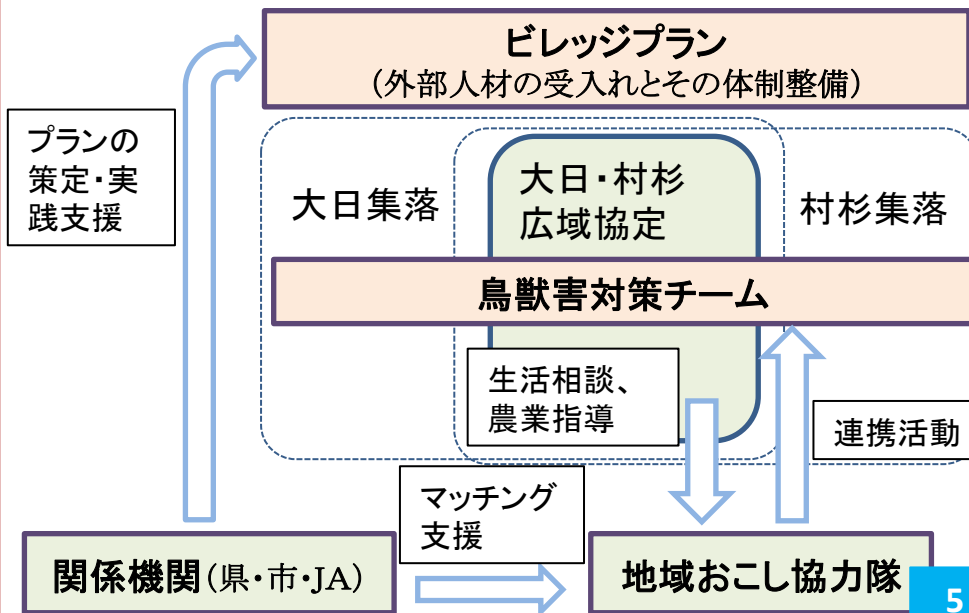 ビレッジプラン
（外部人材の受入れとその体制整備）
プランの
策定・実
践支援
大日集落
大日・村杉
広域協定
村杉集落
鳥獣害対策チーム
生活相談、
農業指導
連携活動
マッチング
支援
関係機関（県・市・JA）
地域おこし協力隊
5